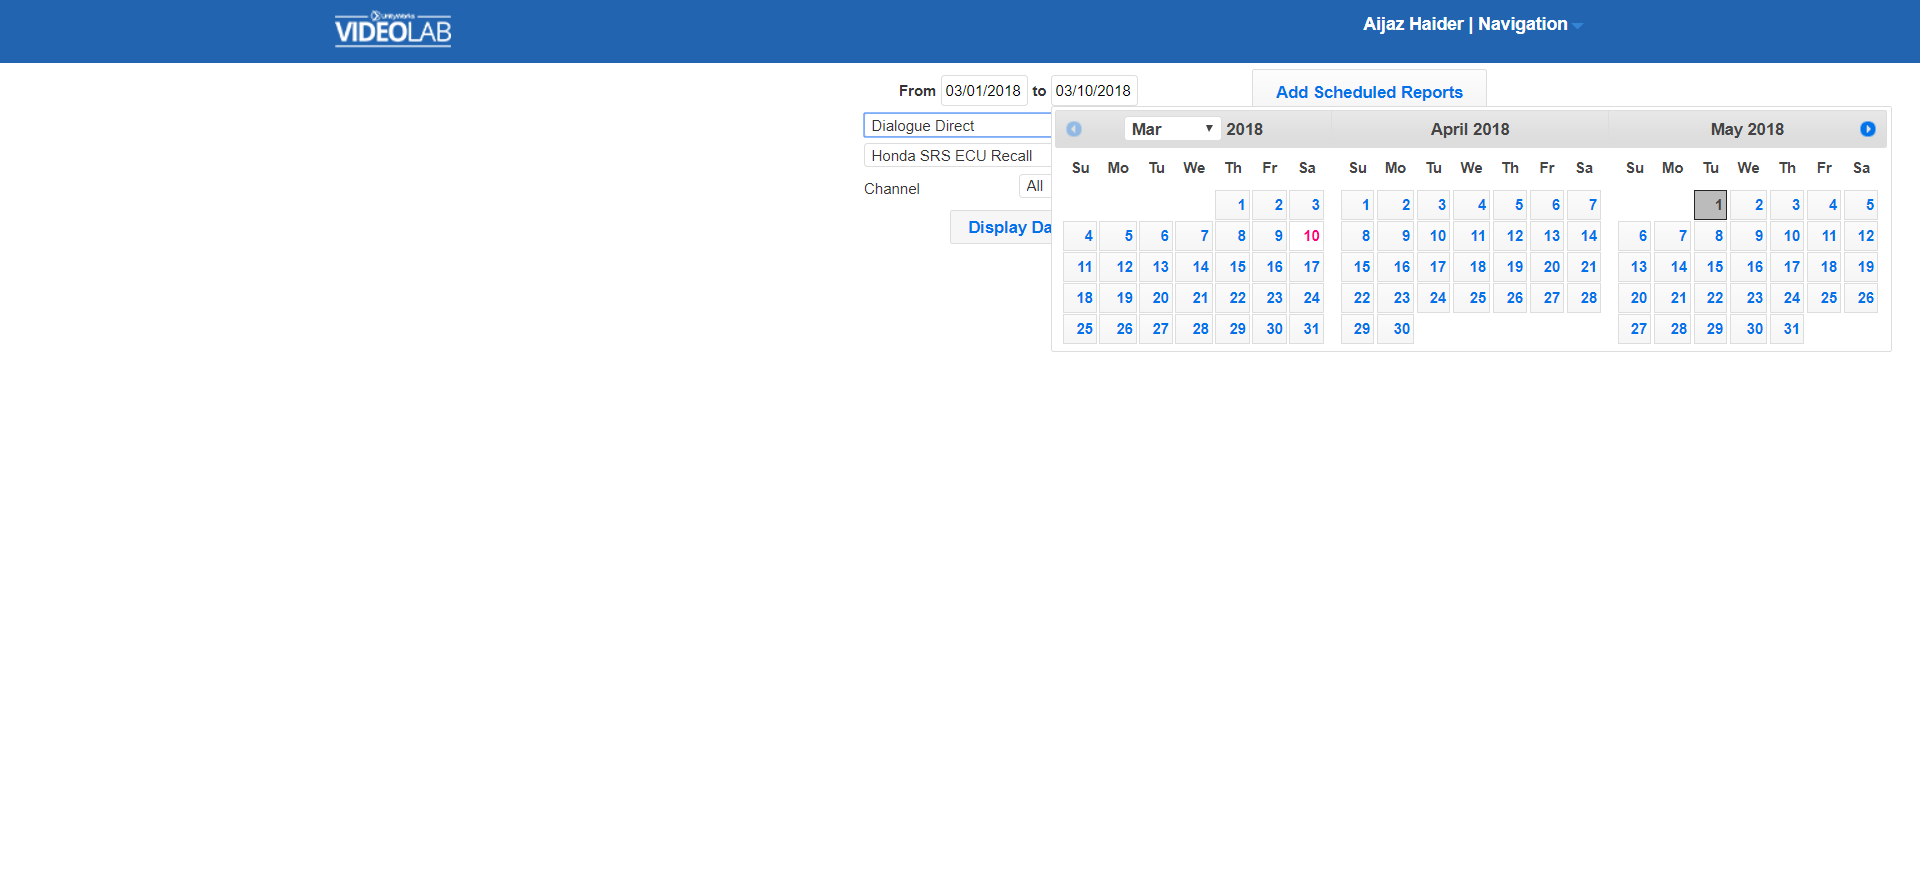 UnityWorks
VIDEOLAB
Aijaz Haider | Navigation
From 03/01/2018 to 03/10/2018
Add Scheduled Reports
Dialogue Direct
Honda SRS ECU Recall
Channel All
Display Da
Mar 2018 April 2018 May 2018
Su Mo Tu We Th Fr Sa Su Mo Tu We Th Fr Sa Su Mo Tu We Th Fr Sa
1 2 3 1 2 3 4 5 6 7 1 2 3 4 5
4 5 6 7 8 9 10 8 9 10 11 12 13 14 6 7 8 9 10 11 12
11 12 13 14 15 16 17 15 16 17 18 19 20 21 13 14 15 16 17 18 19
18 19 20 21 22 23 24 22 23 24 25 26 27 28 20 21 22 23 24 25 26
25 26 27 28 29 30 31 29 30 27 28 29 30 31